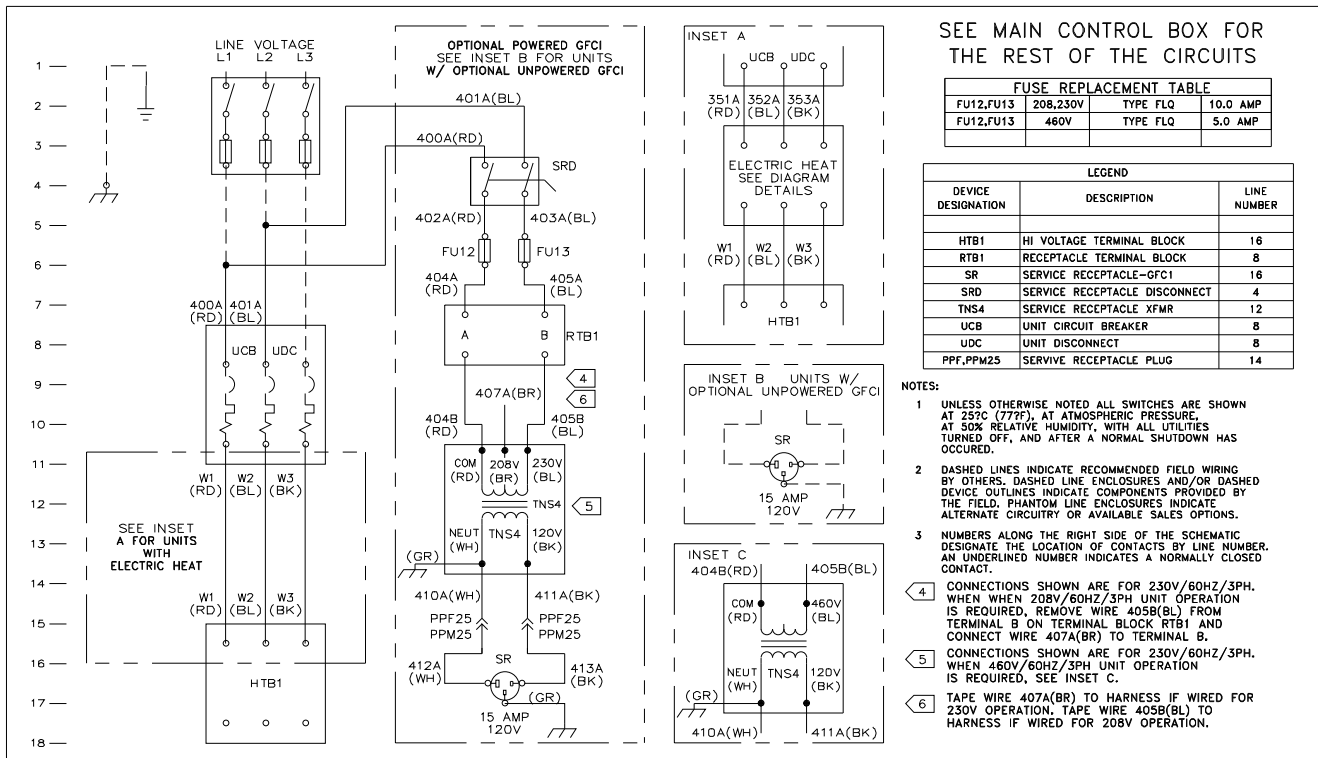 LINE VOLTAGE
L1 L2 L3
1
2
3
4
5
6
7
8
9
10
11
12
13
14
15
16
17
18
400A 401A
(RD) (BL)
UCB UDC
W1 W2 W3
(RD) (BL) (BK)
SEE INSET
A FOR UNITS
WITH
ELECTRIC HEAT
W1 W2 W3
(RD) (BL) (BK)
HTB1
OPTIONAL POWERED GFCI
SEE INSET B FOR UNITS
W/ OPTIONAL UNPOWERED GFCI
401A(BL)
400A(RD)
SRD
402A(RD) 403A(BL)
FU12 FU13
404A 405A
(RD) (BL)
A B RTB1
4
407A(BR)
6
404B 405B
(RD) (BL)
COM 208V 230V
(RD) (BR) (BL)
TNS4
5
NEUT TNS4 120V
(WH) (BK)
(GR)
410A(WH) 411A(BK)
PPF25 PPF25
PPM25 PPM25
412A SR 413A
(WH) (BK)
(GR)
15 AMP
120V
INSET A
UCB UDC
351A 352A 353A
(RD) (BL) (BK)
ELECTRIC HEAT
SEE DIAGRAM
DETAILS
W1 W2 W3
(RD) (BL) (BK)
HTB1
INSET B UNITS W/
OPTIONAL UNPOWERED GFCI
SR
15 AMP
120V
INSET C
404B(RD) 405B(BL)
COM 460V
(RD) (BL)
NEUT TNS4 120V
(WH) (BK)
(GR)
410A(WH) 411A(BK)
SEE MAIN CONTROL BOX FOR
THE REST OF THE CIRCUITS
FUSE REPLACEMENT TABLE
FU12,FU13 208,230V TYPE FLQ 10.0 AMP
FU12,FU13 460V TYPE FLQ 5.0 AMP
LEGEND
DEVICE DESCRIPTION LINE
DESIGNATION NUMBER
HTB1 HI VOLTAGE TERMINAL BLOCK 16
RTB1 RECEPTACLE TERMINAL BLOCK 8
SR SERVICE RECEPTACLE-GFC1 16
SRD SERVICE RECEPTACLE DISCONNECT 4
TNS4 SERVICE RECEPTACLE XFMR 12
UCB UNIT CIRCUIT BREAKER 8
UDC UNIT DISCONNECT 8
PPF,PPM25 SERVIVE RECEPTACLE PLUG 14
NOTES:
1 UNLESS OTHERWISE NOTED ALL SWITCHES ARE SHOWN
AT 25?C (77?F), AT ATMOSPHERIC PRESSURE,
AT 50% RELATIVE HUMIDITY, WITH ALL UTILITIES
TURNED OFF, AND AFTER A NORMAL SHUTDOWN HAS
OCCURED.
2 DASHED LINES INDICATE RECOMMENDED FIELD WIRING
BY OTHERS. DASHED LINE ENCLOSURES AND/OR DASHED
DEVICE OUTLINES INDICATE COMPONENTS PROVIDED BY
THE FIELD. PHANTOM LINE ENCLOSURES INDICATE
ALTERNATE CIRCUITRY OR AVAILABLE SALES OPTIONS.
3 NUMBERS ALONG THE RIGHT SIDE OF THE SCHEMATIC
DESIGNATE THE LOCATION OF CONTACTS BY LINE NUMBER.
AN UNDERLINED NUMBER INDICATES A NORMALLY CLOSED
CONTACT.
4 CONNECTIONS SHOWN ARE FOR 230V/60HZ/3PH.
WHEN WHEN 208V/60HZ/3PH UNIT OPERATION
IS REQUIRED, REMOVE WIRE 405B(BL) FROM
TERMINAL B ON TERMINAL BLOCK RTB1 AND
CONNECT WIRE 407A(BR) TO TERMINAL B.
5 CONNECTIONS SHOWN ARE FOR 230V/60HZ/3PH.
WHEN 460V/60HZ/3PH UNIT OPERATION
IS REQUIRED, SEE INSET C.
6 TAPE WIRE 407A(BR) TO HARNESS IF WIRED FOR
230V OPERATION. TAPE WIRE 405B(BL) TO
HARNESS IF WIRED FOR 208V OPERATION.